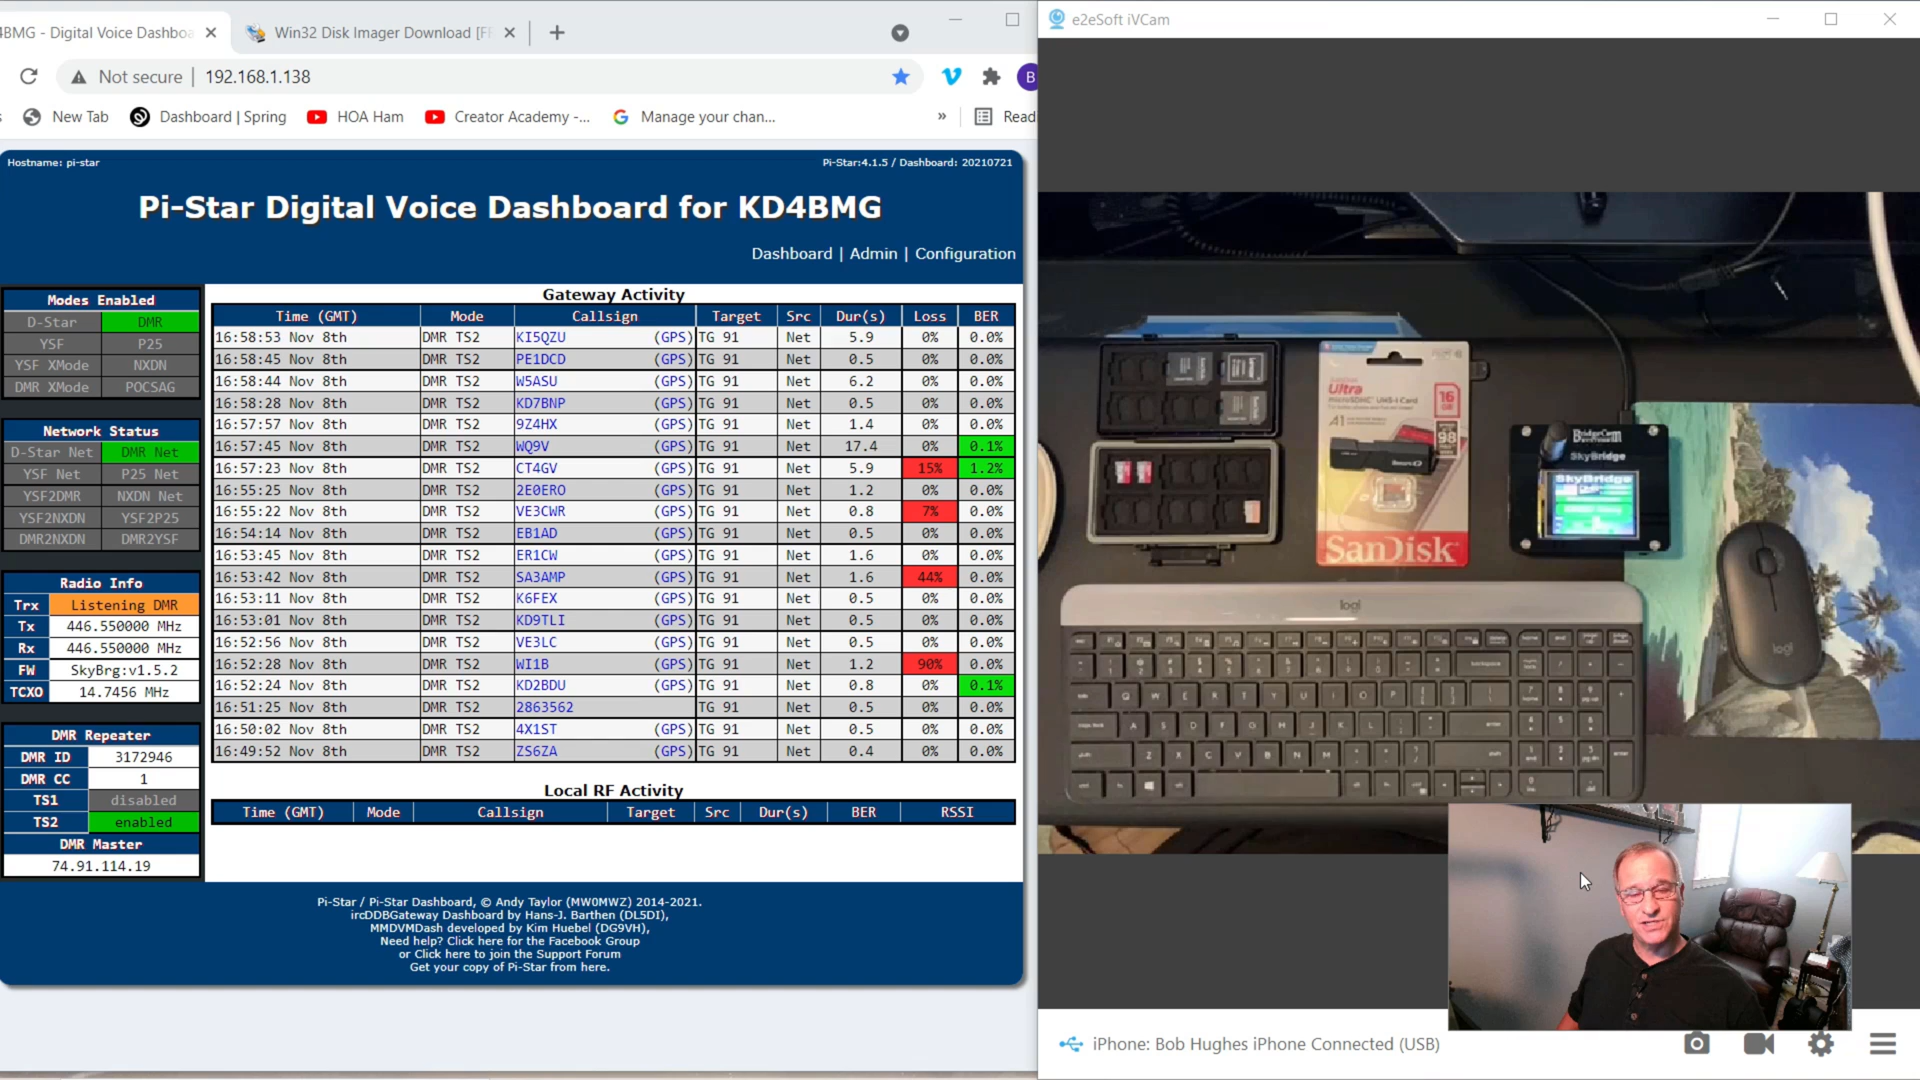 4BMG - Digital Voice Dashboa
Win32 Disk Imager Download [F
Not secure | 192.168.1.138
B
New Tab
Dashboard | Spring
HOA Ham
Creator Academy -...
Manage your chan...
»
Read
Hostname: pi-star
Pi-Star:4.1.5 / Dashboard: 20210721
Pi-Star Digital Voice Dashboard for KD4BMG
Dashboard | Admin | Configuration
Modes Enabled
D-Star DMR
YSF P25
YSF XMode NXDN
DMR XMode POCSAG
Network Status
D-Star Net DMR Net
YSF Net P25 Net
YSF2DMR NXDN Net
YSF2NXDN YSF2P25
DMR2NXDN DMR2YSF
Radio Info
Trx Listening DMR
Tx 446.550000 MHz
Rx 446.550000 MHz
FW SkyBrg:v1.5.2
TCXO 14.7456 MHz
DMR Repeater
DMR ID 3172946
DMR CC 1
TS1 disabled
TS2 enabled
DMR Master
74.91.114.19
Gateway Activity
Time (GMT) Mode Callsign Target Src Dur(s) Loss BER
16:58:53 Nov 8th DMR TS2 KI5QZU (GPS) TG 91 Net 5.9 0% 0.0%
16:58:45 Nov 8th DMR TS2 PE1DCD (GPS) TG 91 Net 0.5 0% 0.0%
16:58:44 Nov 8th DMR TS2 W5ASU (GPS) TG 91 Net 6.2 0% 0.0%
16:58:28 Nov 8th DMR TS2 KD7BNP (GPS) TG 91 Net 0.5 0% 0.0%
16:57:57 Nov 8th DMR TS2 9Z4HX (GPS) TG 91 Net 1.4 0% 0.0%
16:57:45 Nov 8th DMR TS2 WQ9V (GPS) TG 91 Net 17.4 0% 0.1%
16:57:23 Nov 8th DMR TS2 CT4GV (GPS) TG 91 Net 5.9 15% 1.2%
16:55:25 Nov 8th DMR TS2 2E0ERO (GPS) TG 91 Net 1.2 0% 0.0%
16:55:22 Nov 8th DMR TS2 VE3CWR (GPS) TG 91 Net 0.8 7% 0.0%
16:54:14 Nov 8th DMR TS2 EB1AD (GPS) TG 91 Net 0.5 0% 0.0%
16:53:45 Nov 8th DMR TS2 ER1CW (GPS) TG 91 Net 1.6 0% 0.0%
16:53:42 Nov 8th DMR TS2 SA3AMP (GPS) TG 91 Net 1.6 44% 0.0%
16:53:11 Nov 8th DMR TS2 K6FEX (GPS) TG 91 Net 0.5 0% 0.0%
16:53:01 Nov 8th DMR TS2 KD9TLI (GPS) TG 91 Net 0.5 0% 0.0%
16:52:56 Nov 8th DMR TS2 VE3LC (GPS) TG 91 Net 0.5 0% 0.0%
16:52:28 Nov 8th DMR TS2 WI1B (GPS) TG 91 Net 1.2 90% 0.0%
16:52:24 Nov 8th DMR TS2 KD2BDU (GPS) TG 91 Net 0.8 0% 0.1%
16:51:25 Nov 8th DMR TS2 2863562 TG 91 Net 0.5 0% 0.0%
16:50:02 Nov 8th DMR TS2 4X1ST (GPS) TG 91 Net 0.5 0% 0.0%
16:49:52 Nov 8th DMR TS2 ZS6ZA (GPS) TG 91 Net 0.4 0% 0.0%
Local RF Activity
Time (GMT) Mode Callsign Target Src Dur(s) BER RSSI
Pi-Star / Pi-Star Dashboard, © Andy Taylor (MW0MWZ) 2014-2021.
ircDDBGateway Dashboard by Hans-J. Barthen (DL5DI),
MMDVMDash developed by Kim Huebel (DG9VH),
Need help? Click here for the Facebook Group
or Click here to join the Support Forum
Get your copy of Pi-Star from here.
e2eSoft iVCam
Ultra
microSDHC UHS-I Card
A1
16
98
SanDisk
SkyBridge
SkyBridge
logi
logi
iPhone: Bob Hughes iPhone Connected (USB)